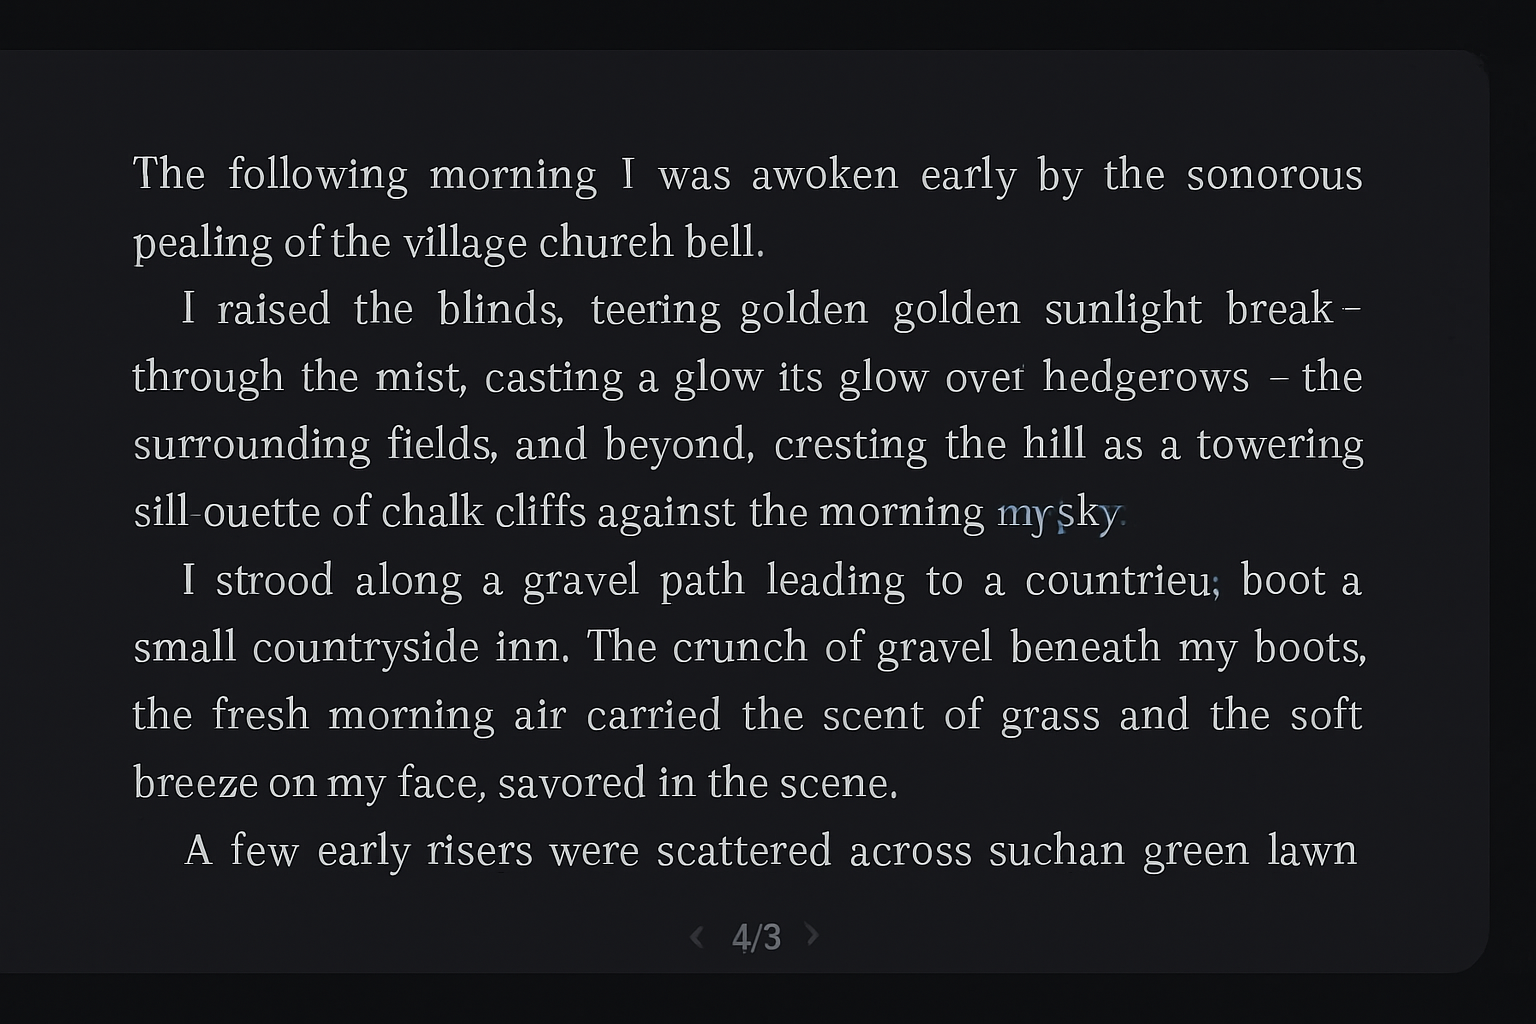 The following morning I was awoken early by the sonorous
pealing of the village church bell.
I raised the blinds, teering golden golden sunlight break–
through the mist, casting a glow its glow over hedgerows – the
surrounding fields, and beyond, cresting the hill as a towering
sill-ouette of chalk cliffs against the morning sky.
I strood along a gravel path leading to a countrieu; boot a
small countryside inn. The crunch of gravel beneath my boots,
the fresh morning air carried the scent of grass and the soft
breeze on my face, savored in the scene.
A few early risers were scattered across suchan green lawn
< 4/3 >